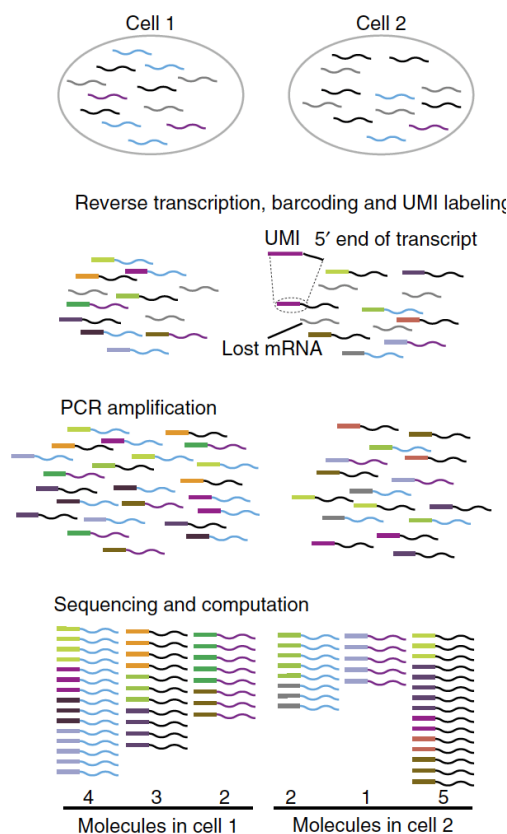 Cell 1
Cell 2
Reverse transcription, barcoding and UMI labeling
UMI
5′ end of transcript
Lost mRNA
PCR amplification
Sequencing and computation
4 3 2 2 1 5
Molecules in cell 1
Molecules in cell 2